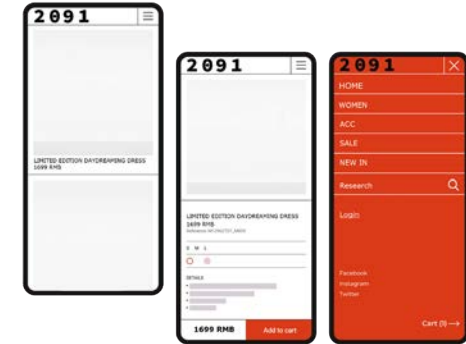 2091
LIMITED EDITION DAYDREAMING DRESS
1699 RMB
2091
LIMITED EDITION DAYDREAMING DRESS
1699 RMB
S M L
DETAILS
1699 RMB
Add to cart
2091
HOME
WOMEN
ACC
SALE
NEW IN
Research
Login
Facebook
Instagram
Twitter